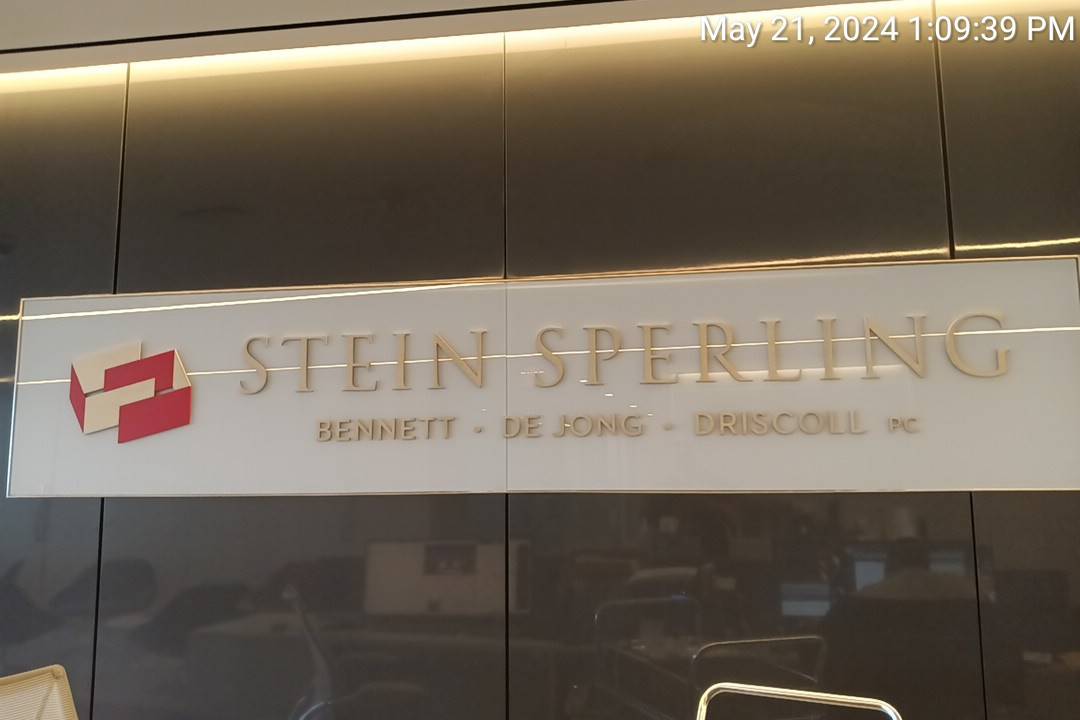 May 21, 2024 1:09:39 PM
STEIN SPERLING
BENNETT · DE JONG · DRISCOLL PC